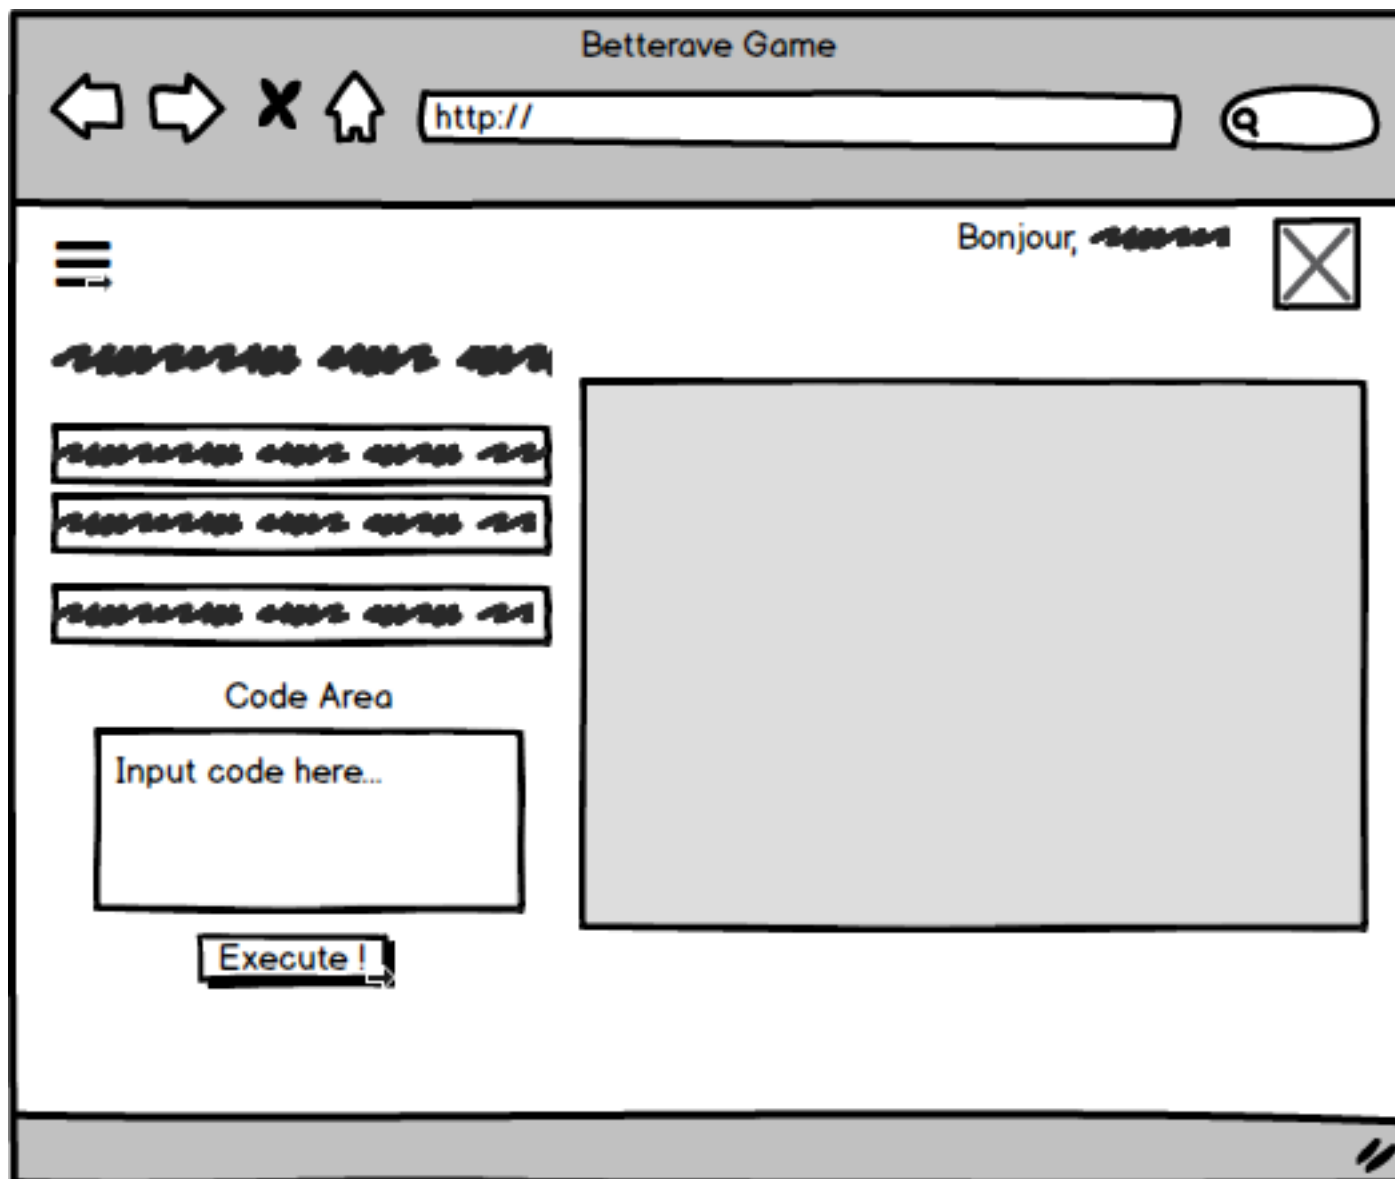 Betterave Game
http://
Bonjour,
Code Area
Input code here...
Execute !